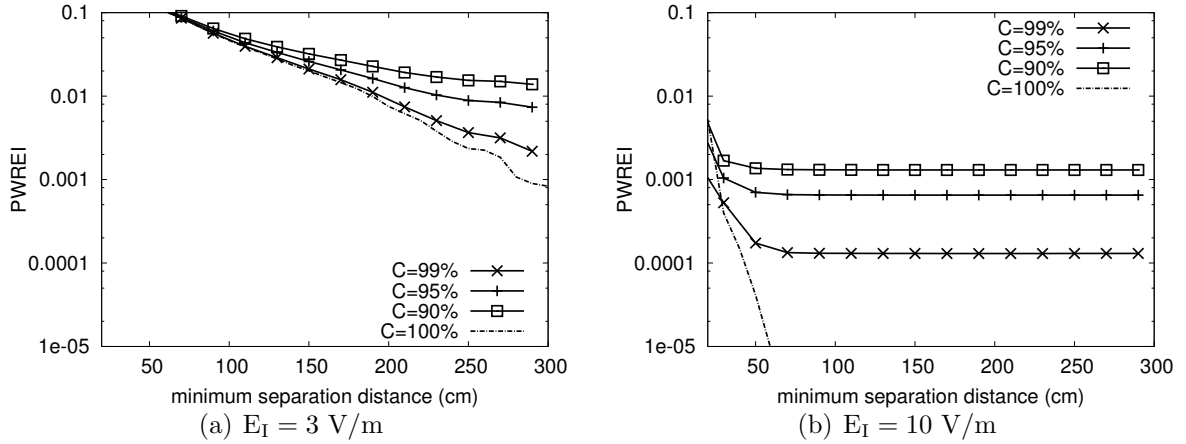 0.1
0.01
0.001
0.0001
1e-05
PWREI
50 100 150 200 250 300
minimum separation distance (cm)
C=99%
C=95%
C=90%
C=100%
(a) E_I = 3 V/m
0.1
0.01
0.001
0.0001
1e-05
PWREI
50 100 150 200 250 300
minimum separation distance (cm)
C=99%
C=95%
C=90%
C=100%
(b) E_I = 10 V/m